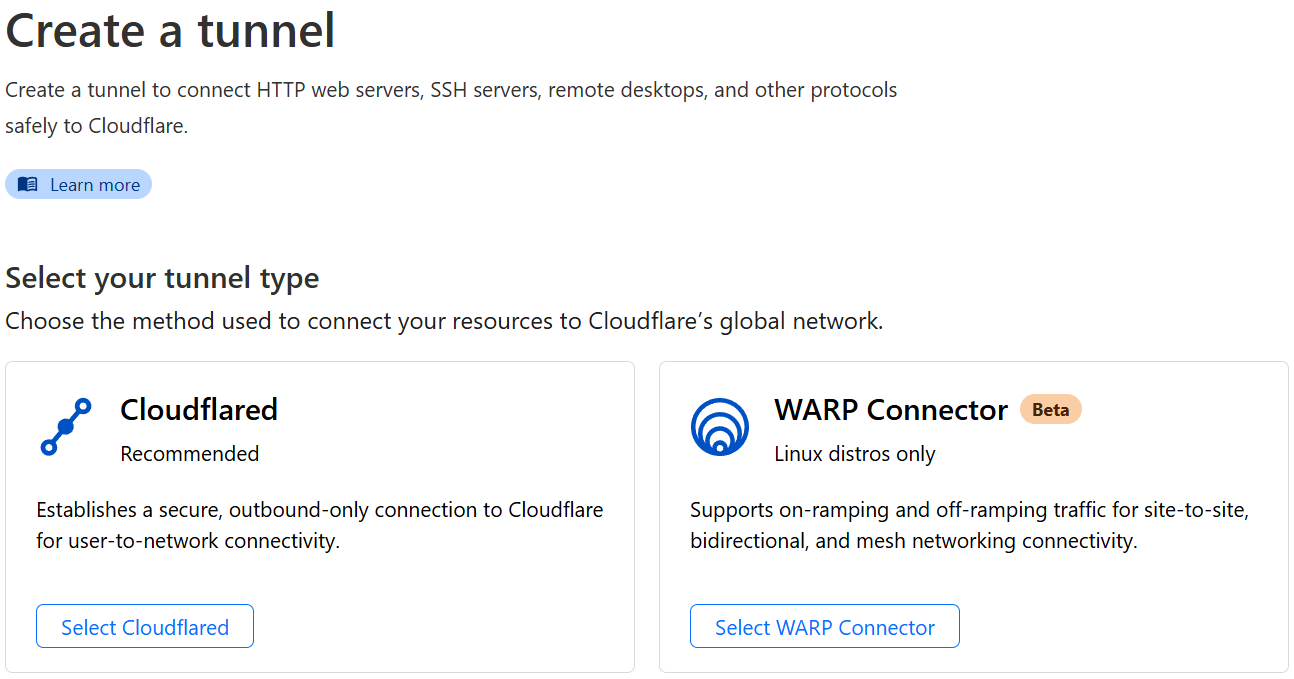 Create a tunnel
Create a tunnel to connect HTTP web servers, SSH servers, remote desktops, and other protocols
safely to Cloudflare.
Learn more
Select your tunnel type
Choose the method used to connect your resources to Cloudflare’s global network.
Cloudflared
Recommended
Establishes a secure, outbound-only connection to Cloudflare
for user-to-network connectivity.
Select Cloudflared
WARP Connector Beta
Linux distros only
Supports on-ramping and off-ramping traffic for site-to-site,
bidirectional, and mesh networking connectivity.
Select WARP Connector